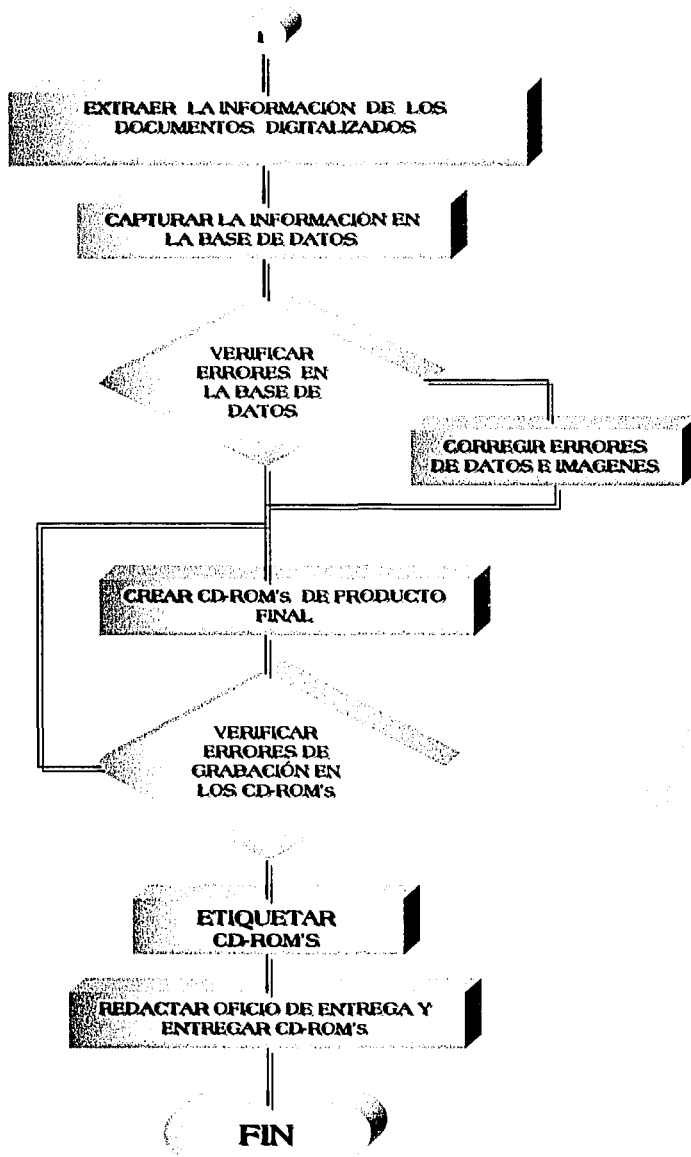 EXTRAER LA INFORMACIÓN DE LOS
DOCUMENTOS DIGITALIZADOS
CAPTURAR LA INFORMACIÓN EN
LA BASE DE DATOS
VERIFICAR
ERRORES EN
LA BASE DE
DATOS
CORREGIR ERRORES
DE DATOS E IMAGENES
CREAR CD-ROM's DE PRODUCTO
FINAL
VERIFICAR
ERRORES DE
GRABACIÓN EN
LOS CD-ROM's
ETIQUETAR
CD-ROM'S
REDACTAR OFICIO DE ENTREGA Y
ENTREGAR CD-ROM's
FIN